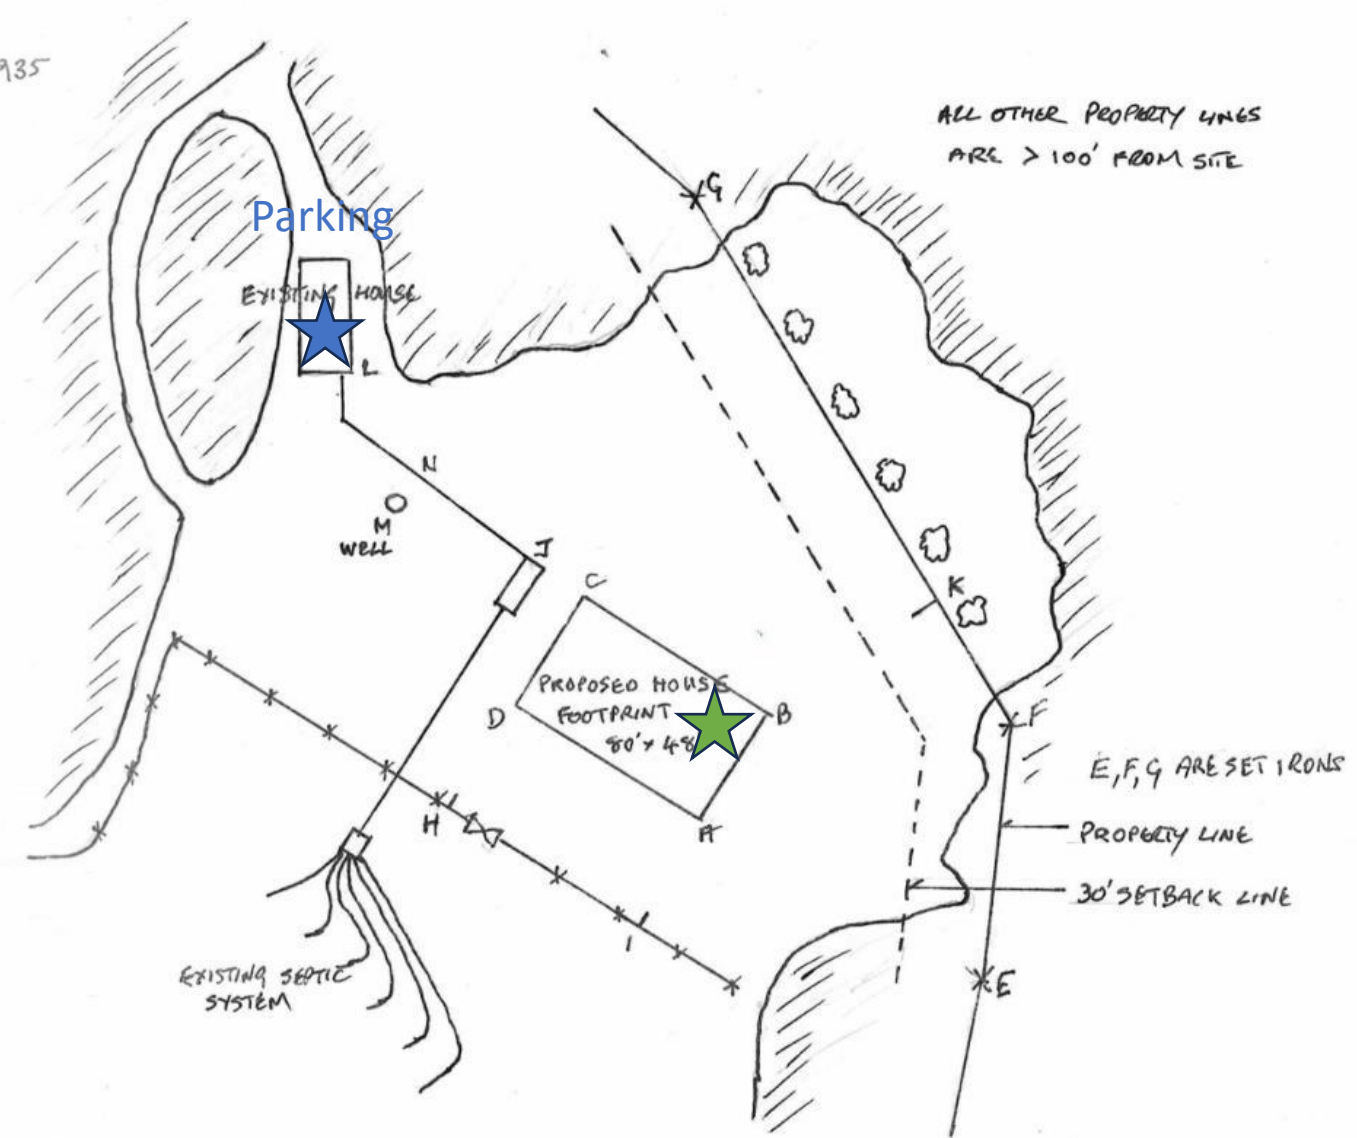 935
ALL OTHER PROPERTY LINES
ARE > 100' FROM SITE
G
Parking
EXISTING HOUSE
L
N
M
WELL
J
C
K
PROPOSED HOUSE
FOOTPRINT
80' x 48
D
B
A
F
E, F, G ARE SET IRONS
H
PROPERTY LINE
30' SETBACK LINE
I
EXISTING SEPTIC
SYSTEM
E